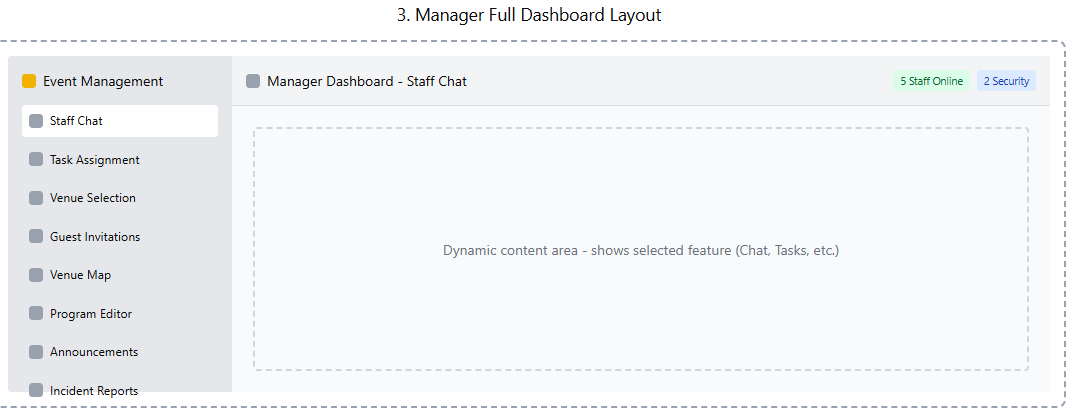 3. Manager Full Dashboard Layout
Event Management
Manager Dashboard - Staff Chat
5 Staff Online
2 Security
Staff Chat
Task Assignment
Venue Selection
Guest Invitations
Venue Map
Program Editor
Announcements
Incident Reports
Dynamic content area - shows selected feature (Chat, Tasks, etc.)